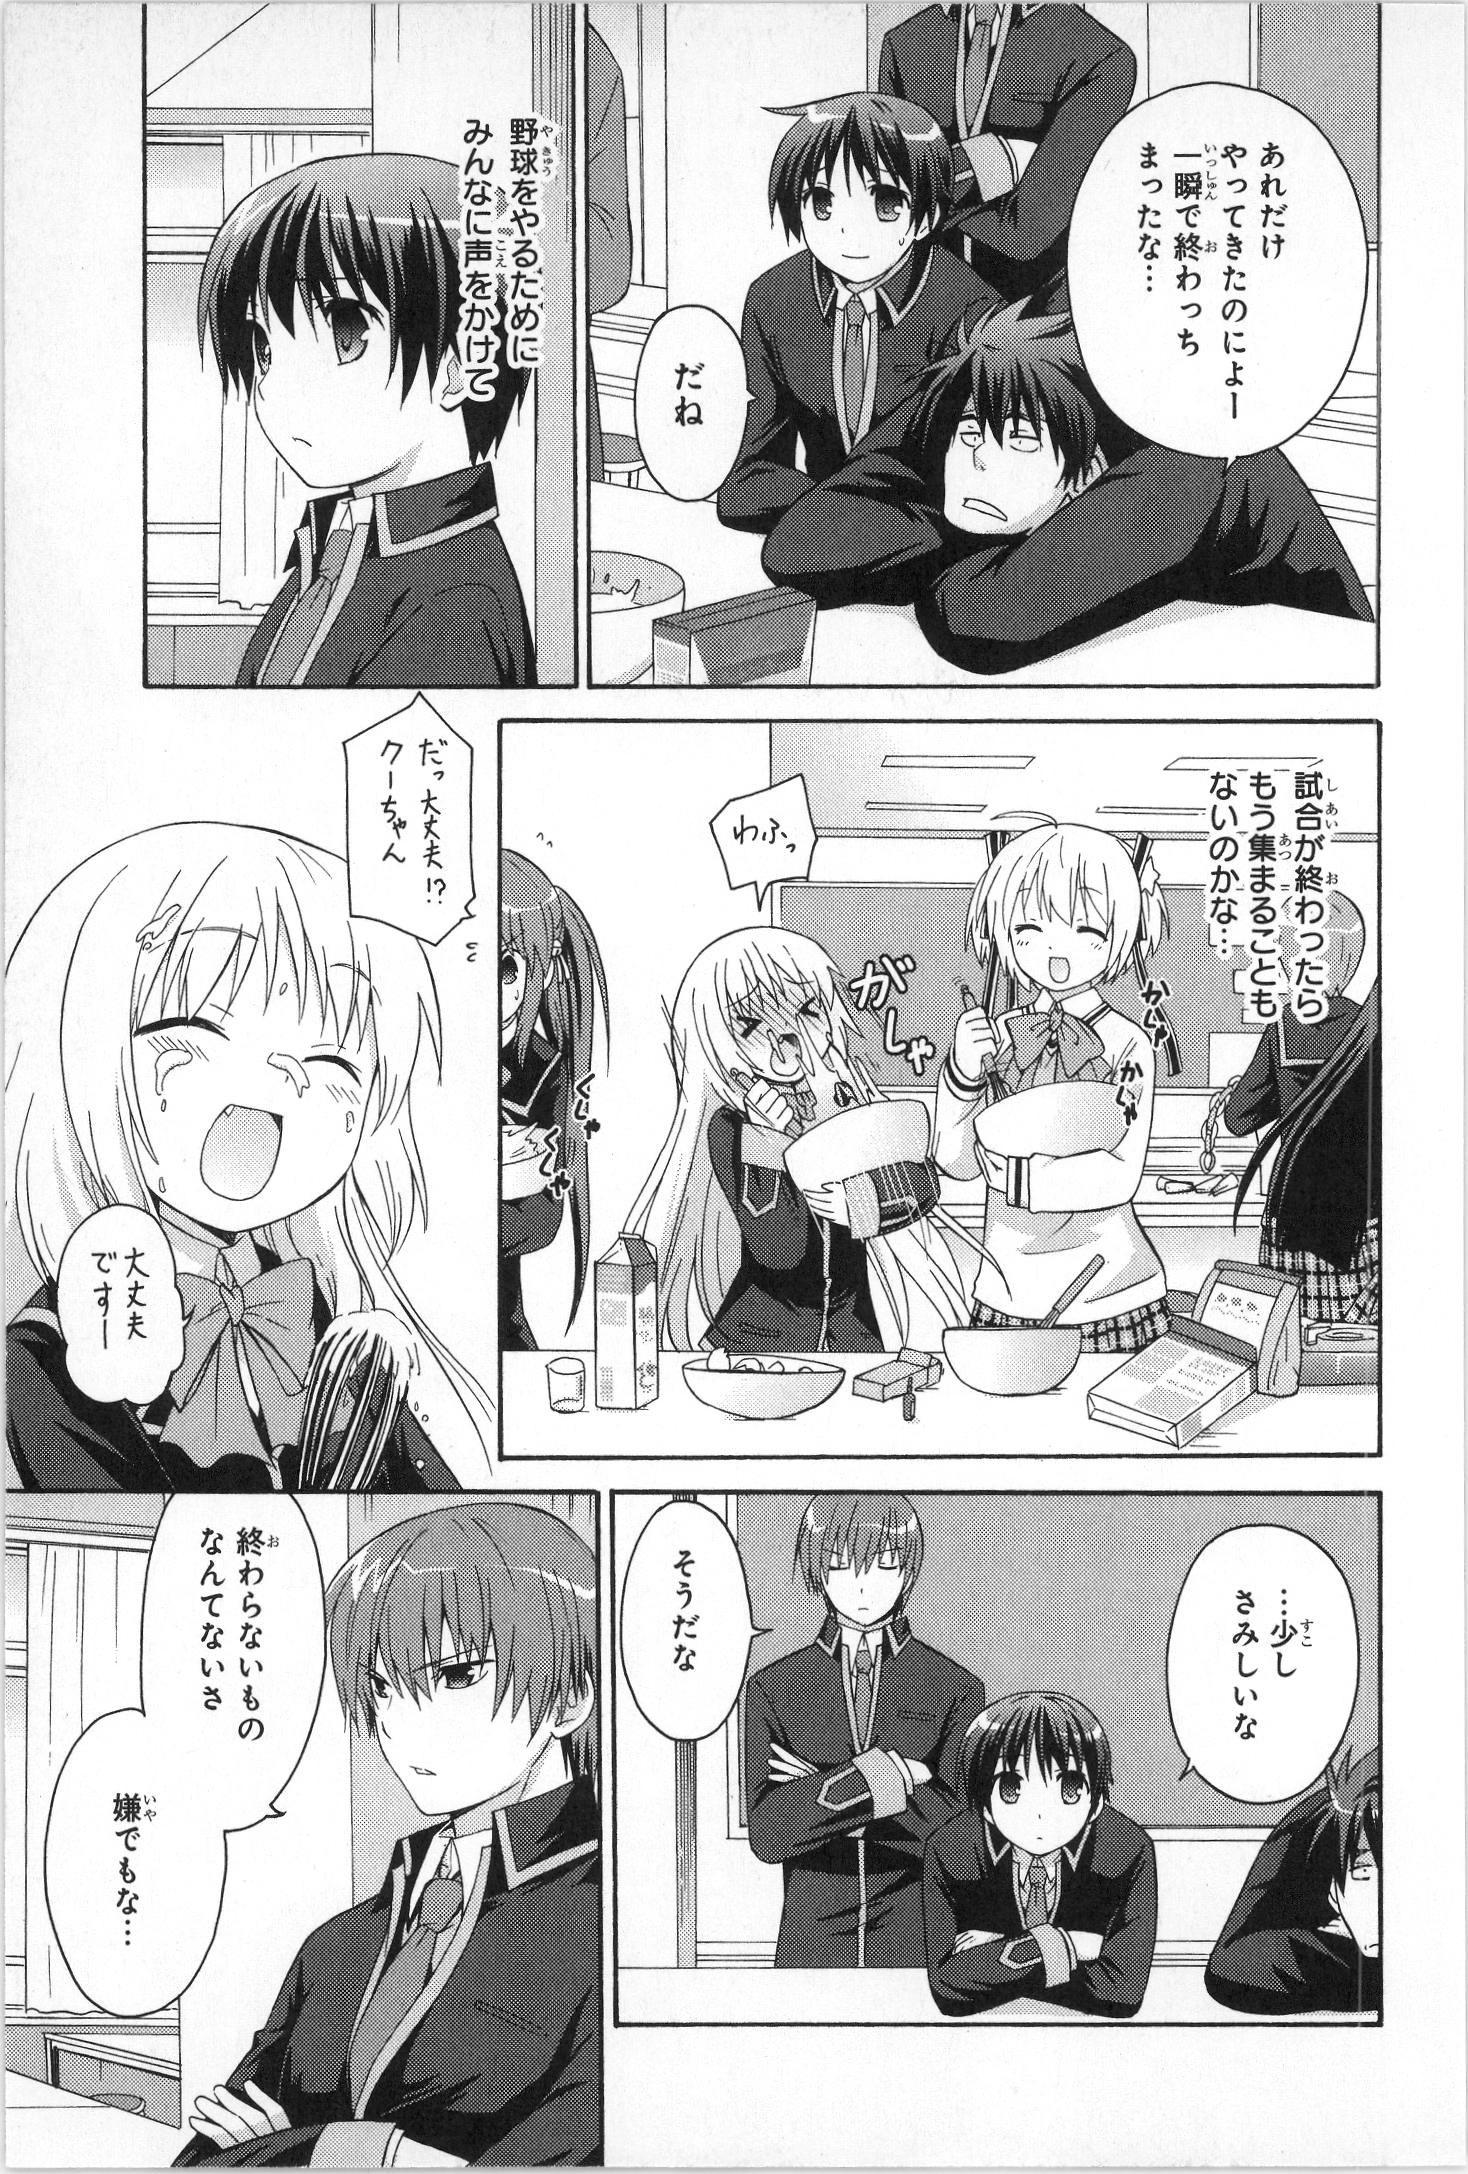 あれだけ
やってきたのによー
一瞬で終わっち
まったな…
だね
野球をやるために
みんなに声をかけて
試合が終わったら
もう集まることも
ないのかな…
わふっ
がしゃ
かしゃ
かしゃ
くしゃ
くしゃ
だっ大丈夫!?
クーちゃん
大丈夫
ですー
…少し
さみしいな
そうだな
終わらないもの
なんてないさ
嫌でもな…